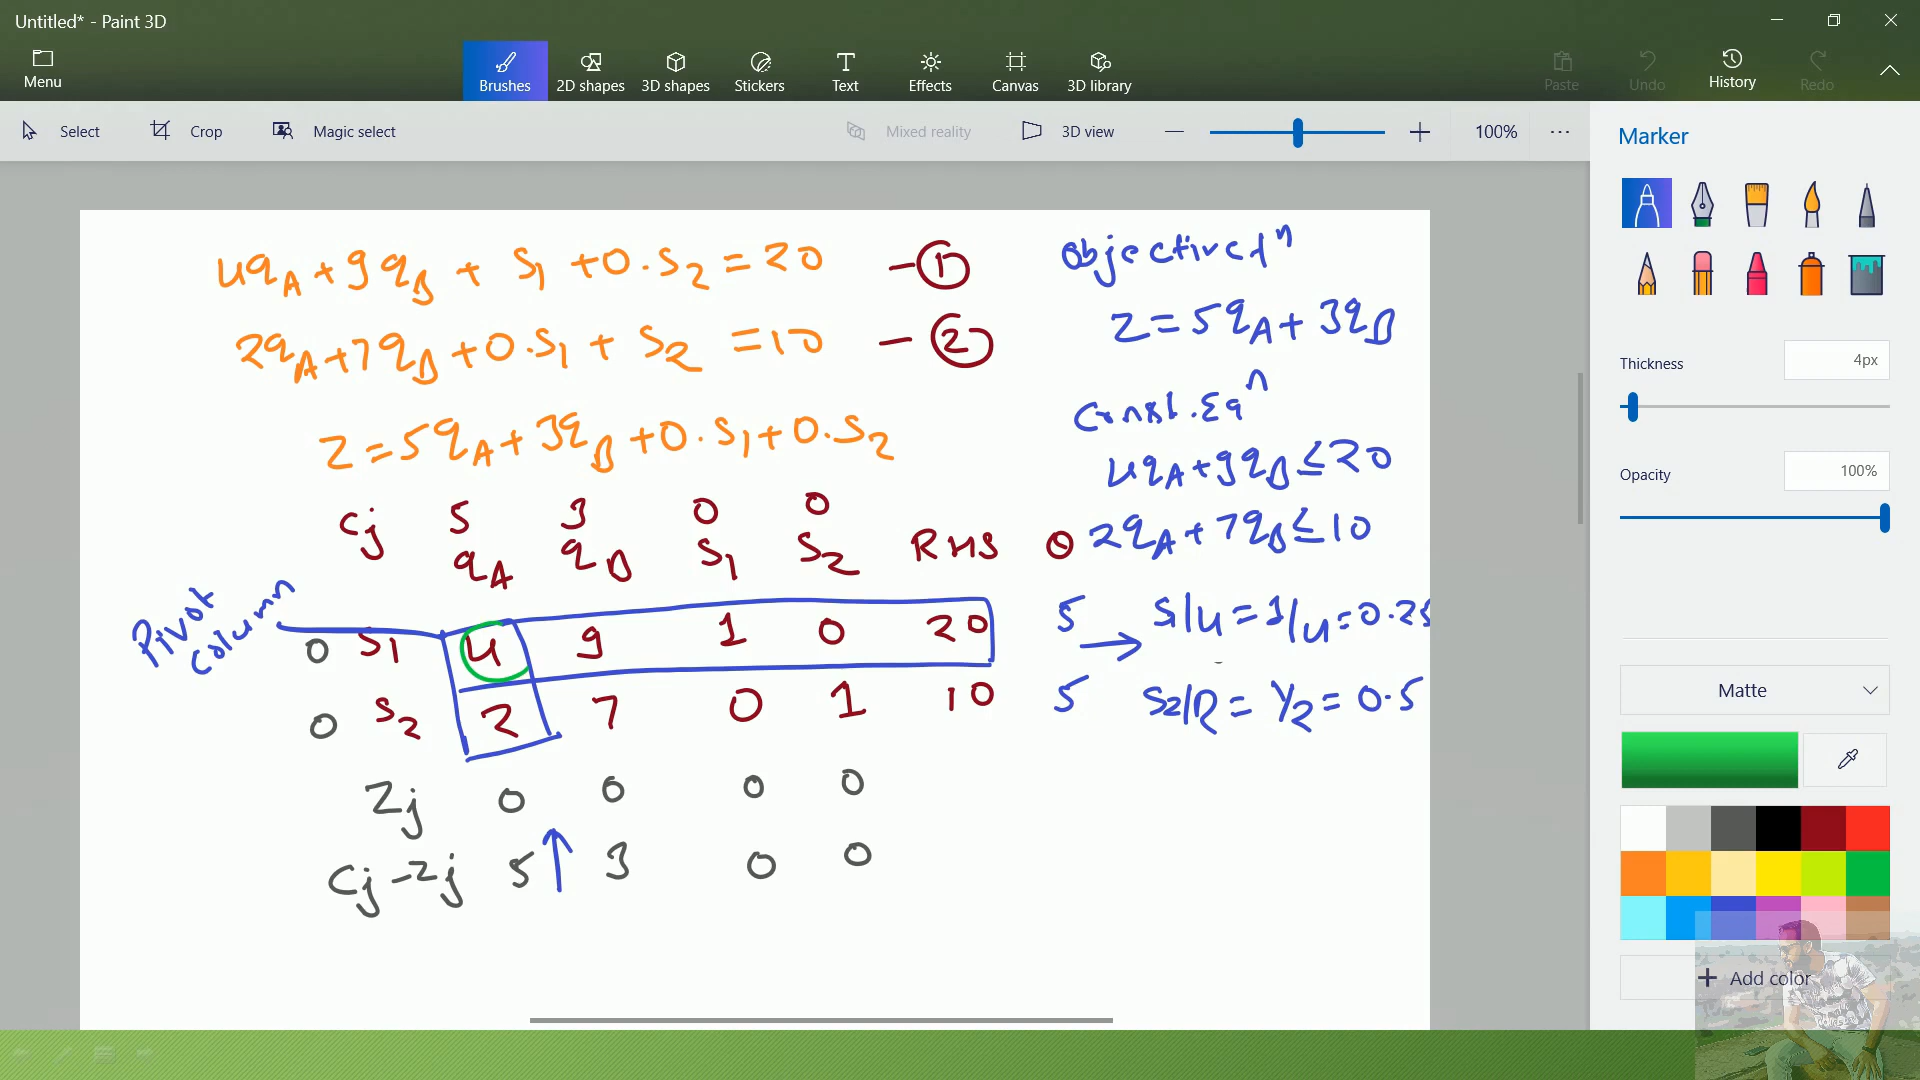 Untitled* - Paint 3D
Menu
Brushes 2D shapes 3D shapes Stickers Text Effects Canvas 3D library Paste Undo History Redo
Select Crop Magic select Mixed reality 3D view 100%
Marker
Thickness 4px
Opacity 100%
Matte
Add color
4qA + 9qB + S1 + 0.S2 = 20 - 1
2qA + 7qB + 0.S1 + S2 = 10 - 2
Z = 5qA + 3qB + 0.S1 + 0.S2
Objective
Z = 5qA + 3qB
Const. Eqn
4qA + 9qB ≤ 20
2qA + 7qB ≤ 10
Cj 5 3 0 0
qA qB S1 S2 RHS Θ
Pivot column
0 S1 4 9 1 0 20 5 → S1/4 = 1/4 = 0.25
0 S2 2 7 0 1 10 5 S2/2 = 1/2 = 0.5
Zj 0 0 0 0
Cj - Zj 5 ↑ 3 0 0